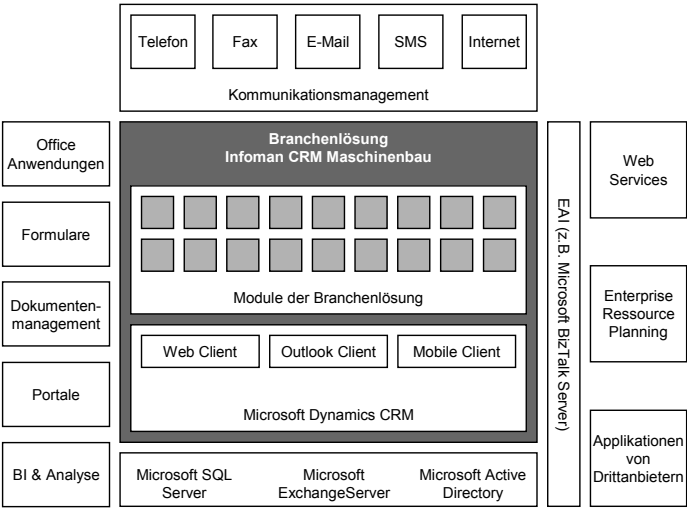 Telefon
Fax
E-Mail
SMS
Internet
Kommunikationsmanagement
Office
Anwendungen
Formulare
Dokumenten-
management
Portale
BI & Analyse
Branchenlösung
Infoman CRM Maschinenbau
Module der Branchenlösung
Web Client
Outlook Client
Mobile Client
Microsoft Dynamics CRM
Microsoft SQL
Server
Microsoft
ExchangeServer
Microsoft Active
Directory
EAI (z.B. Microsoft BizTalk Server)
Web
Services
Enterprise
Ressource
Planning
Applikationen
von
Drittanbietern